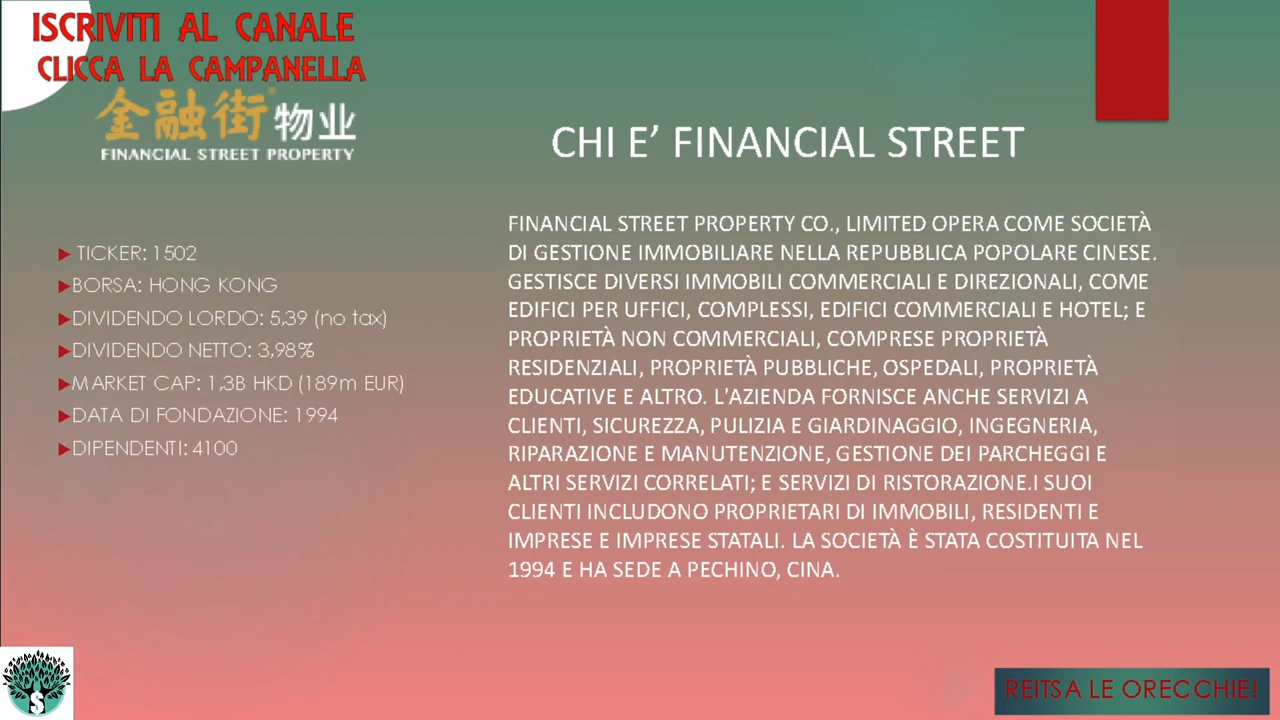 ISCRIVITI AL CANALE
CLICCA LA CAMPANELLA
金融街物业
FINANCIAL STREET PROPERTY
CHI E’ FINANCIAL STREET
TICKER: 1502
BORSA: HONG KONG
DIVIDENDO LORDO: 5,39 (no tax)
DIVIDENDO NETTO: 3,98%
MARKET CAP: 1,3B HKD (189m EUR)
DATA DI FONDAZIONE: 1994
DIPENDENTI: 4100
FINANCIAL STREET PROPERTY CO., LIMITED OPERA COME SOCIETÀ
DI GESTIONE IMMOBILIARE NELLA REPUBBLICA POPOLARE CINESE.
GESTISCE DIVERSI IMMOBILI COMMERCIALI E DIREZIONALI, COME
EDIFICI PER UFFICI, COMPLESSI, EDIFICI COMMERCIALI E HOTEL; E
PROPRIETÀ NON COMMERCIALI, COMPRESE PROPRIETÀ
RESIDENZIALI, PROPRIETÀ PUBBLICHE, OSPEDALI, PROPRIETÀ
EDUCATIVE E ALTRO. L'AZIENDA FORNISCE ANCHE SERVIZI A
CLIENTI, SICUREZZA, PULIZIA E GIARDINAGGIO, INGEGNERIA,
RIPARAZIONE E MANUTENZIONE, GESTIONE DEI PARCHEGGI E
ALTRI SERVIZI CORRELATI; E SERVIZI DI RISTORAZIONE.I SUOI
CLIENTI INCLUDONO PROPRIETARI DI IMMOBILI, RESIDENTI E
IMPRESE E IMPRESE STATALI. LA SOCIETÀ È STATA COSTITUITA NEL
1994 E HA SEDE A PECHINO, CINA.
S
REITSA LE ORECCHIE!